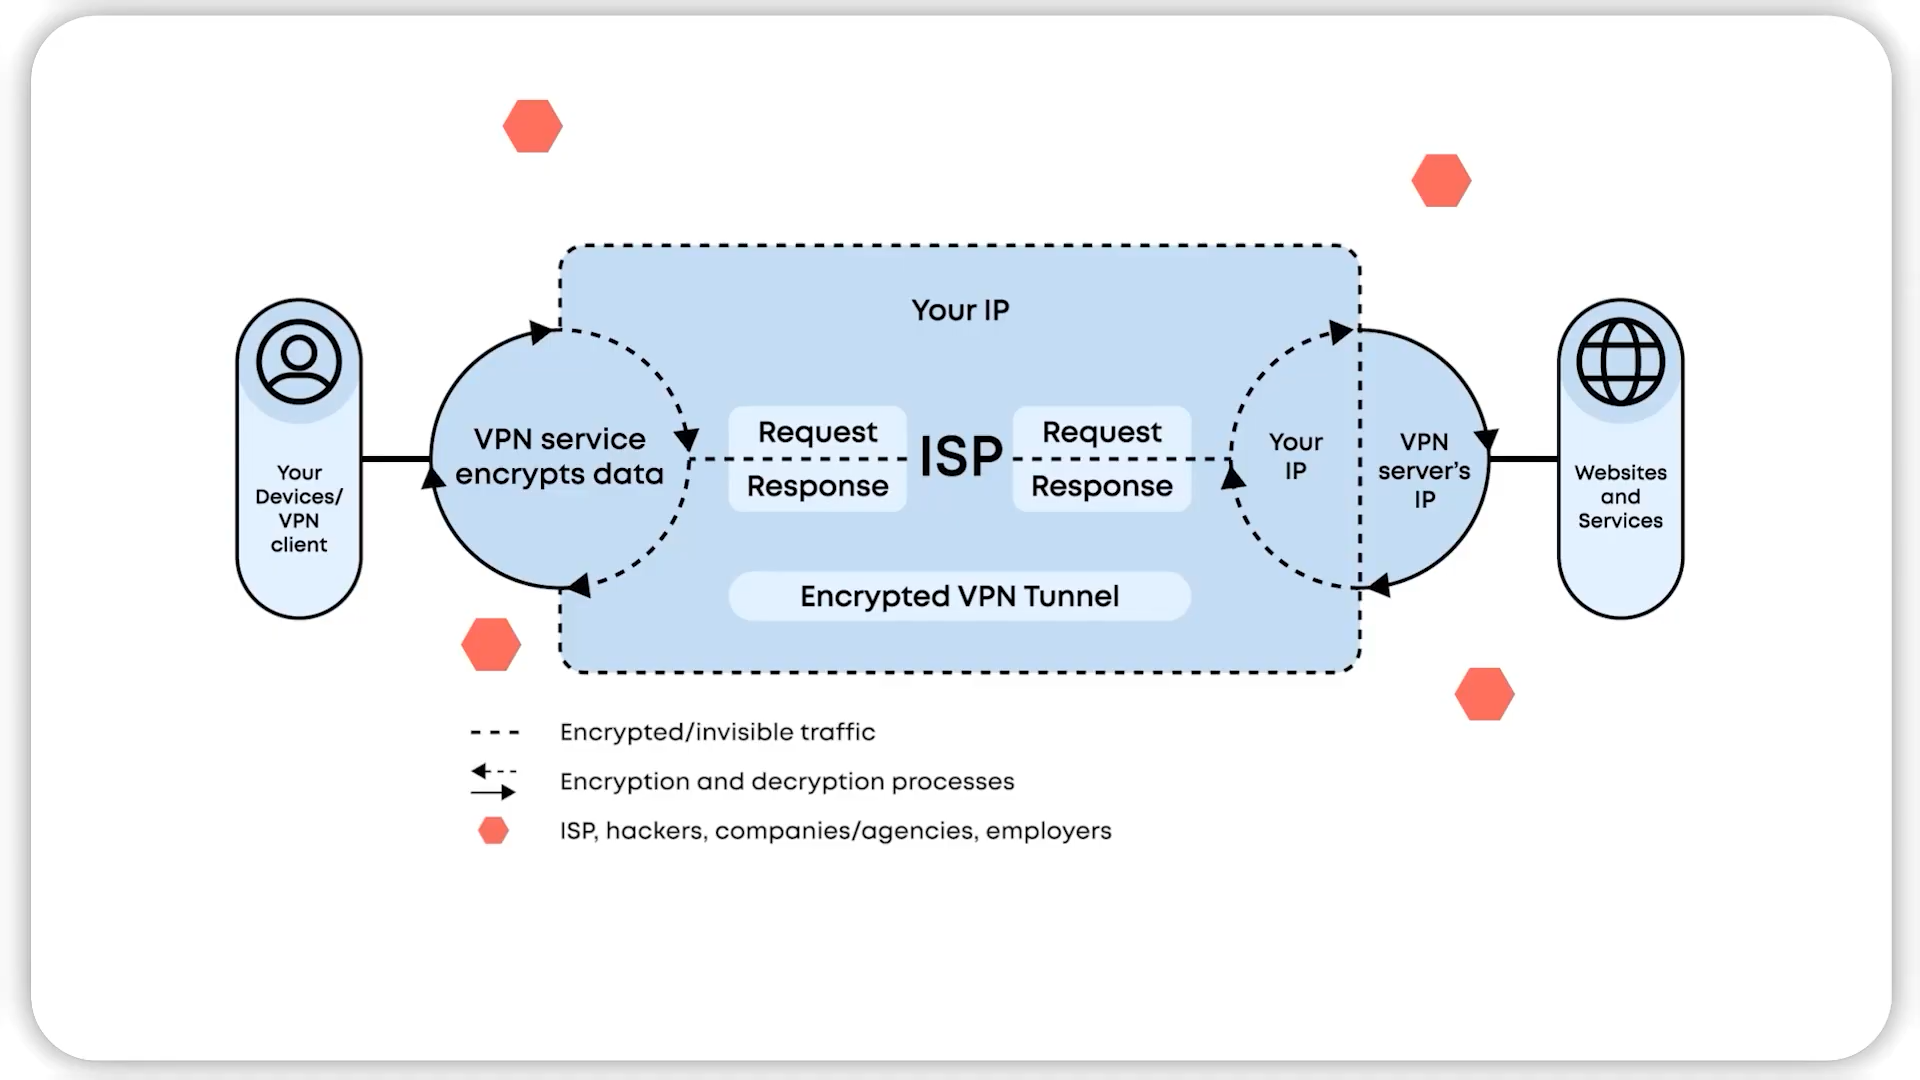 Your IP
Your
Devices/
VPN
client
VPN service
encrypts data
Request
Response
ISP
Request
Response
Your
IP
VPN
server's
IP
Websites
and
Services
Encrypted VPN Tunnel
Encrypted/invisible traffic
Encryption and decryption processes
ISP, hackers, companies/agencies, employers